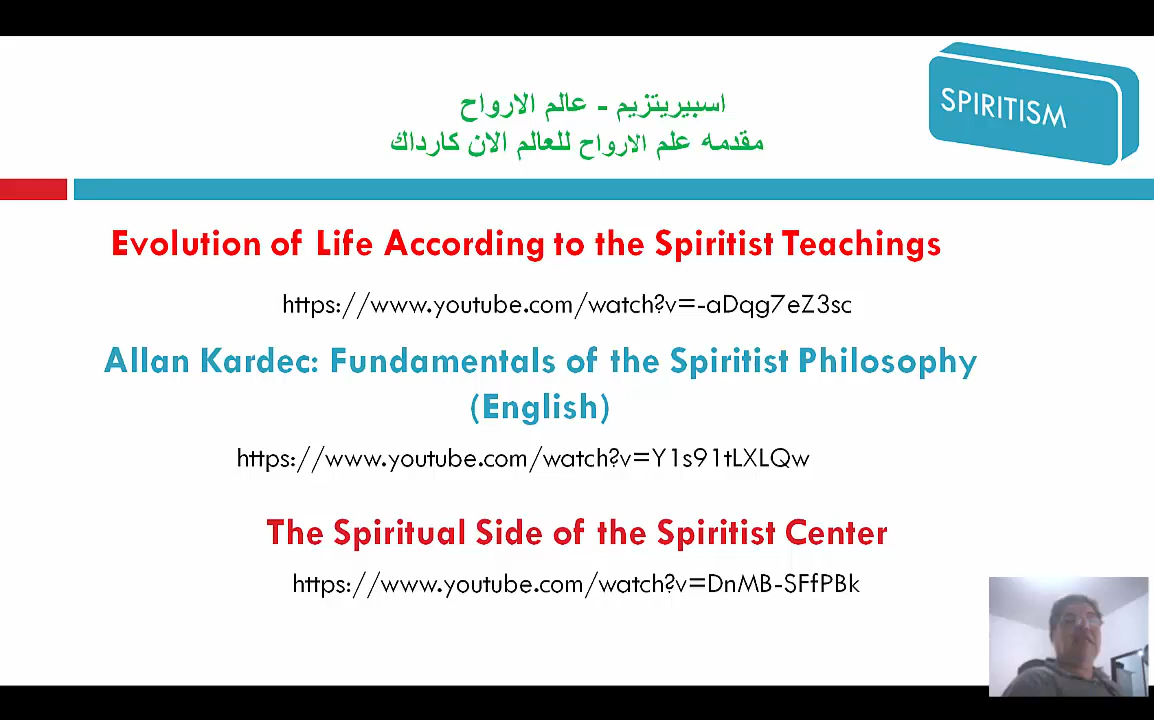 اسبيريتزيم - عالم الارواح
مقدمه علم الارواح للعالم الان كارداك
SPIRITISM
Evolution of Life According to the Spiritist Teachings
https://www.youtube.com/watch?v=-aDqg7eZ3sc
Allan Kardec: Fundamentals of the Spiritist Philosophy
(English)
https://www.youtube.com/watch?v=Y1s91tLXLQw
The Spiritual Side of the Spiritist Center
https://www.youtube.com/watch?v=DnMB-SFfPBk